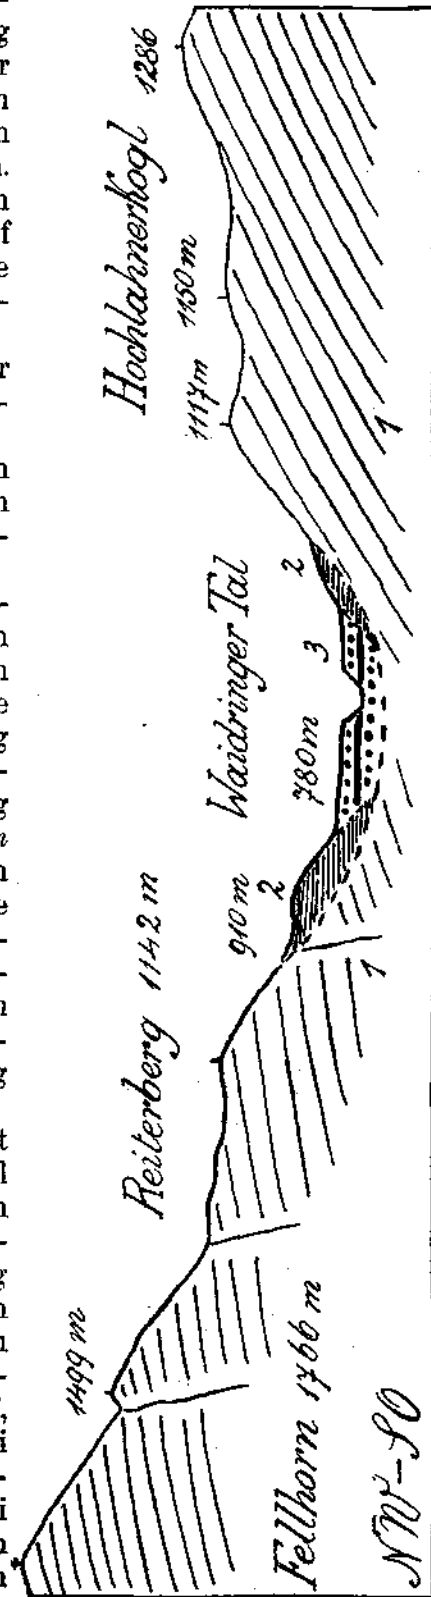 NW-SO
Fellhorn 1766 m
1499 m
Reiterberg 1142 m
910 m
2
1
Waidringer Tal
780 m
3
2
Hochlahnerkogl
1117 m
1150 m
1286
1